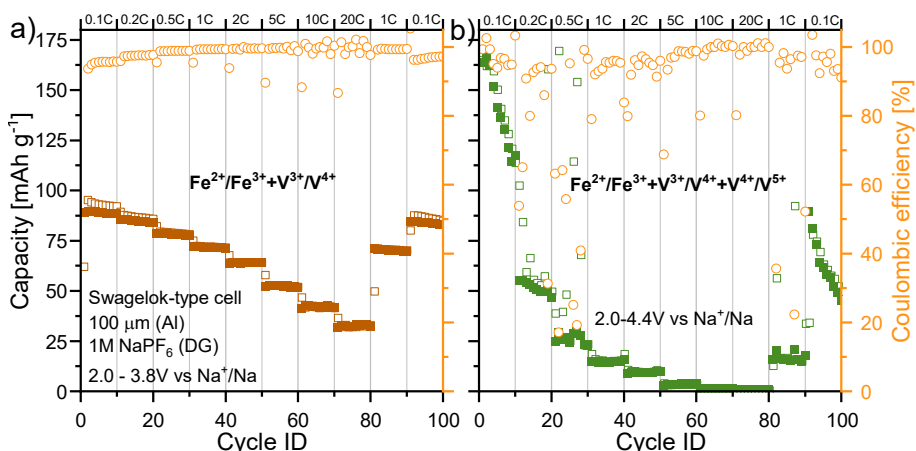 a)
0.1C 0.2C 0.5C 1C 2C 5C 10C 20C 1C 0.1C
Capacity [mAh g⁻¹]
175
150
125
100
75
50
25
0
Fe²⁺/Fe³⁺+V³⁺/V⁴⁺
Swagelok-type cell
100 μm (Al)
1M NaPF₆ (DG)
2.0 - 3.8V vs Na⁺/Na
0 20 40 60 80 100
Cycle ID
b)
0.1C 0.2C 0.5C 1C 2C 5C 10C 20C 1C 0.1C
Fe²⁺/Fe³⁺+V³⁺/V⁴⁺+V⁴⁺/V⁵⁺
2.0-4.4V vs Na⁺/Na
0 20 40 60 80 100
Cycle ID
100
80
60
40
20
0
Coulombic efficiency [%]